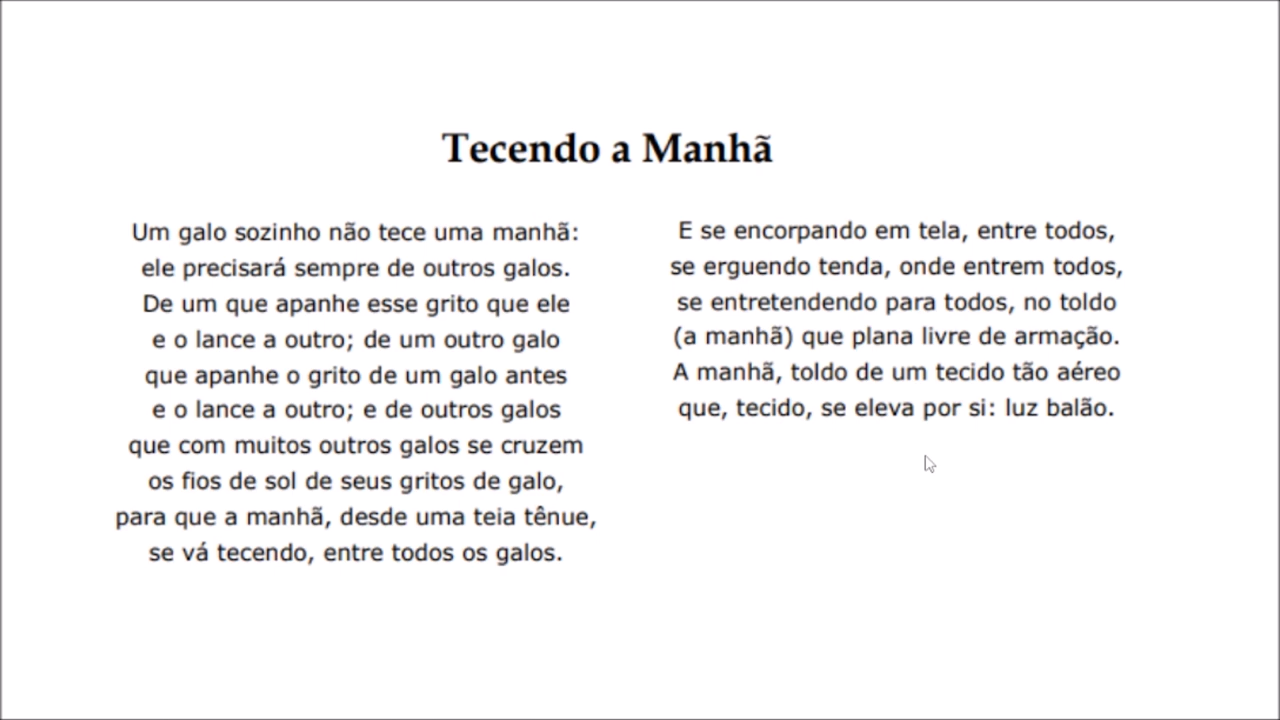 Tecendo a Manhã
Um galo sozinho não tece uma manhã:
ele precisará sempre de outros galos.
De um que apanhe esse grito que ele
e o lance a outro; de um outro galo
que apanhe o grito de um galo antes
e o lance a outro; e de outros galos
que com muitos outros galos se cruzem
os fios de sol de seus gritos de galo,
para que a manhã, desde uma teia tênue,
se vá tecendo, entre todos os galos.
E se encorpando em tela, entre todos,
se erguendo tenda, onde entrem todos,
se entretendendo para todos, no toldo
(a manhã) que plana livre de armação.
A manhã, toldo de um tecido tão aéreo
que, tecido, se eleva por si: luz balão.